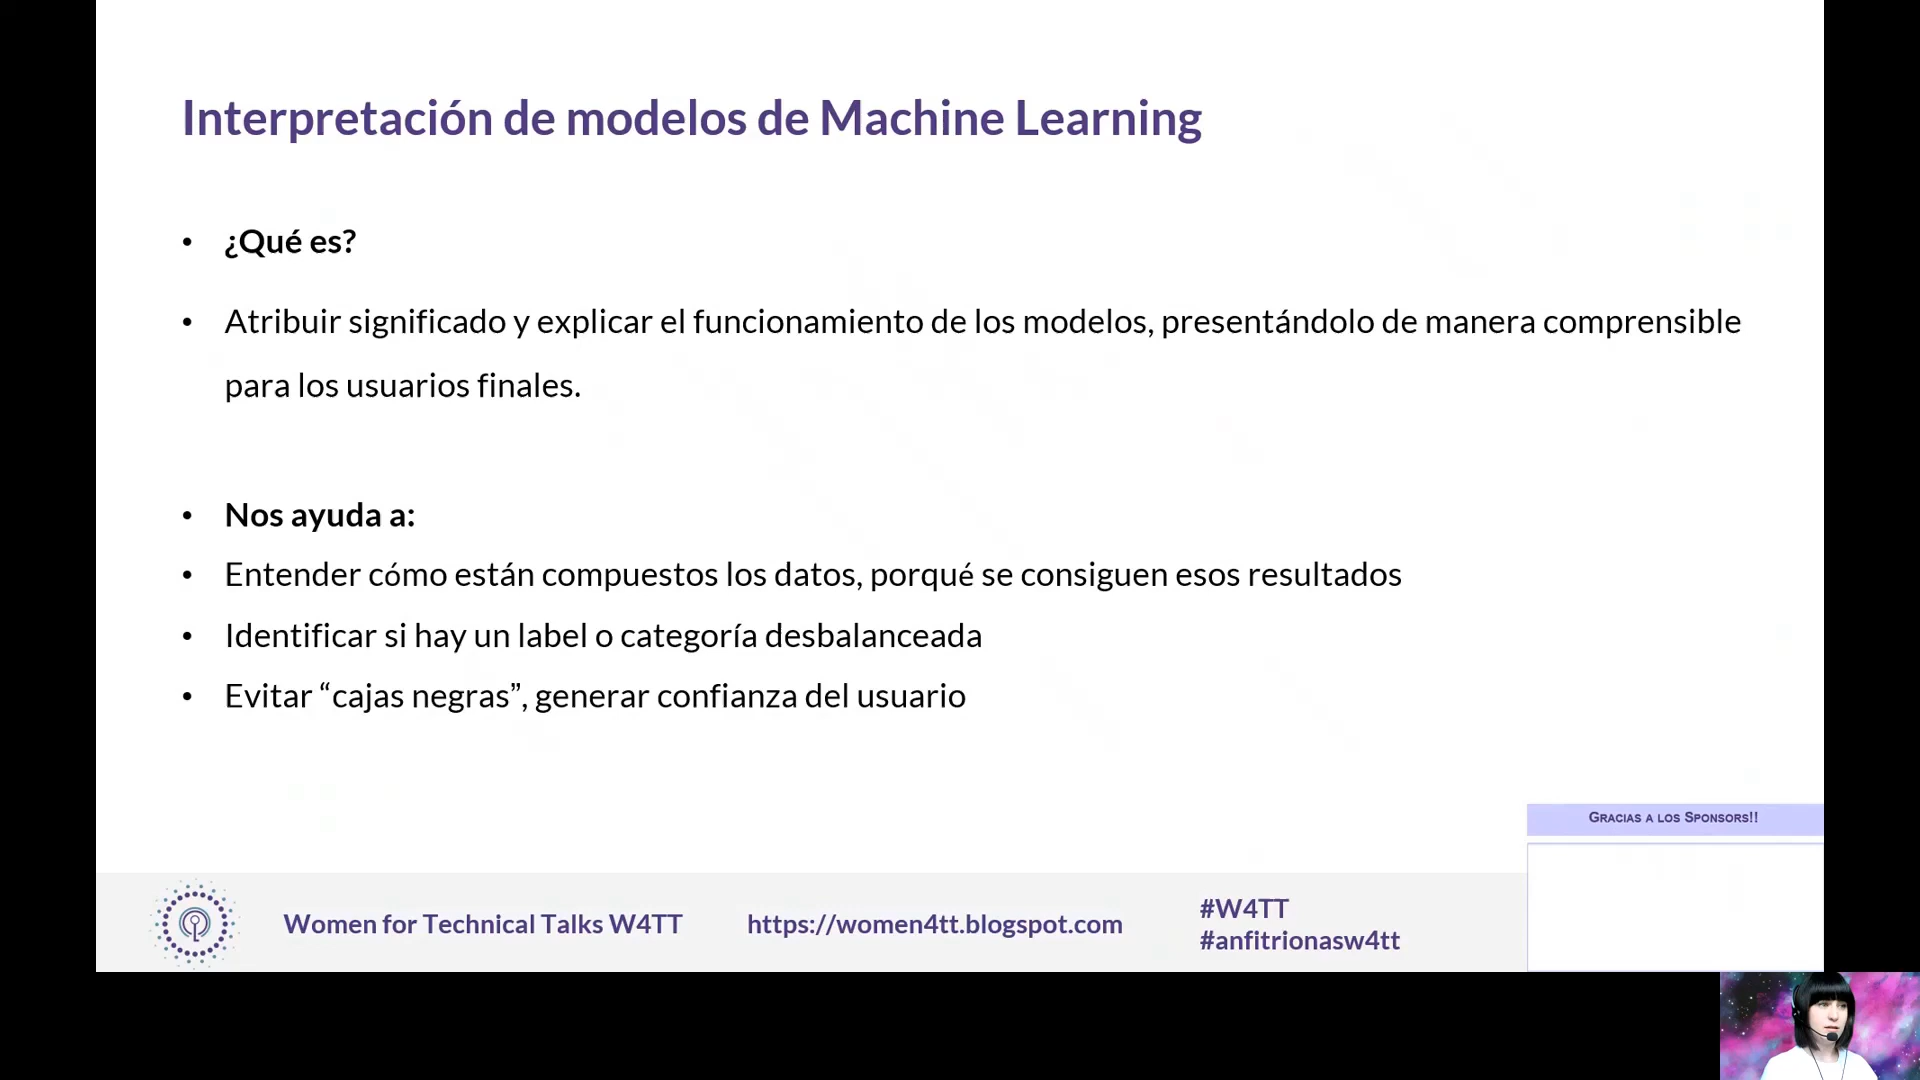 Interpretación de modelos de Machine Learning
• ¿Qué es?
• Atribuir significado y explicar el funcionamiento de los modelos, presentándolo de manera comprensible
para los usuarios finales.
• Nos ayuda a:
• Entender cómo están compuestos los datos, porqué se consiguen esos resultados
• Identificar si hay un label o categoría desbalanceada
• Evitar “cajas negras”, generar confianza del usuario
Gracias a los Sponsors!!
Women for Technical Talks W4TT
https://women4tt.blogspot.com
#W4TT
#anfitrionasw4tt